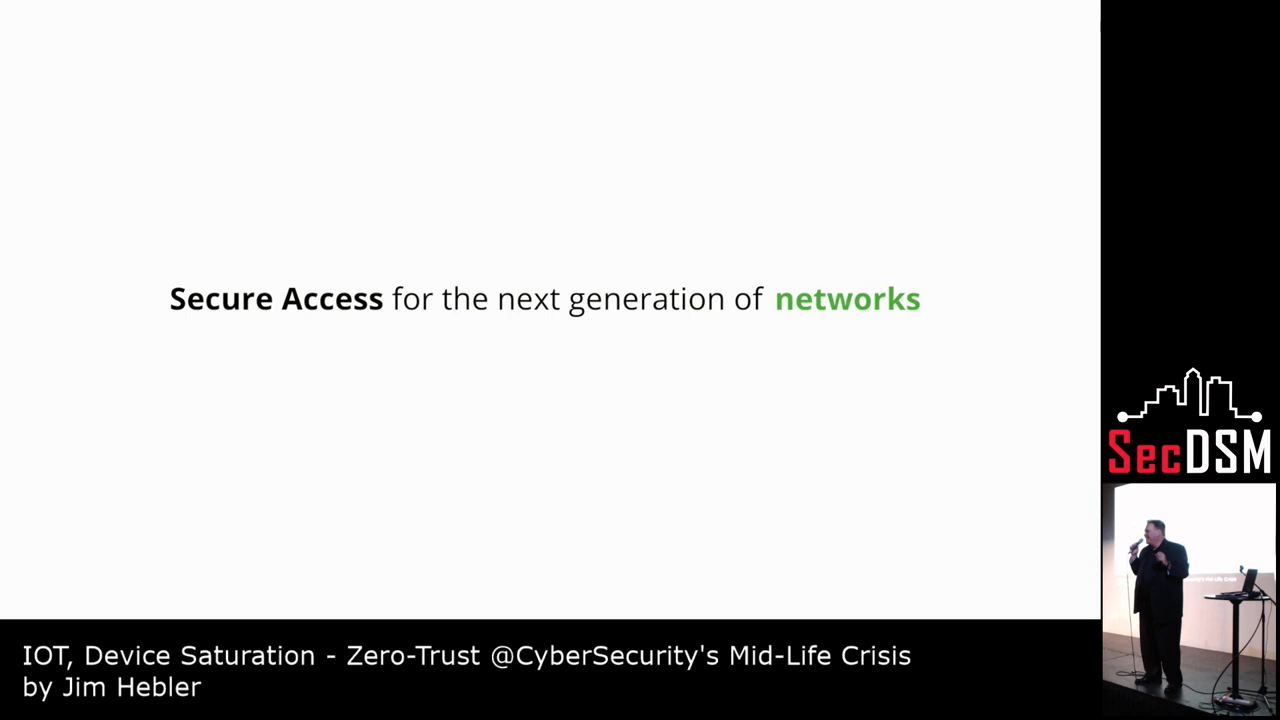 Secure Access for the next generation of networks
SecDSM
IOT, Device Saturation - Zero-Trust @CyberSecurity's Mid-Life Crisis
by Jim Hebler